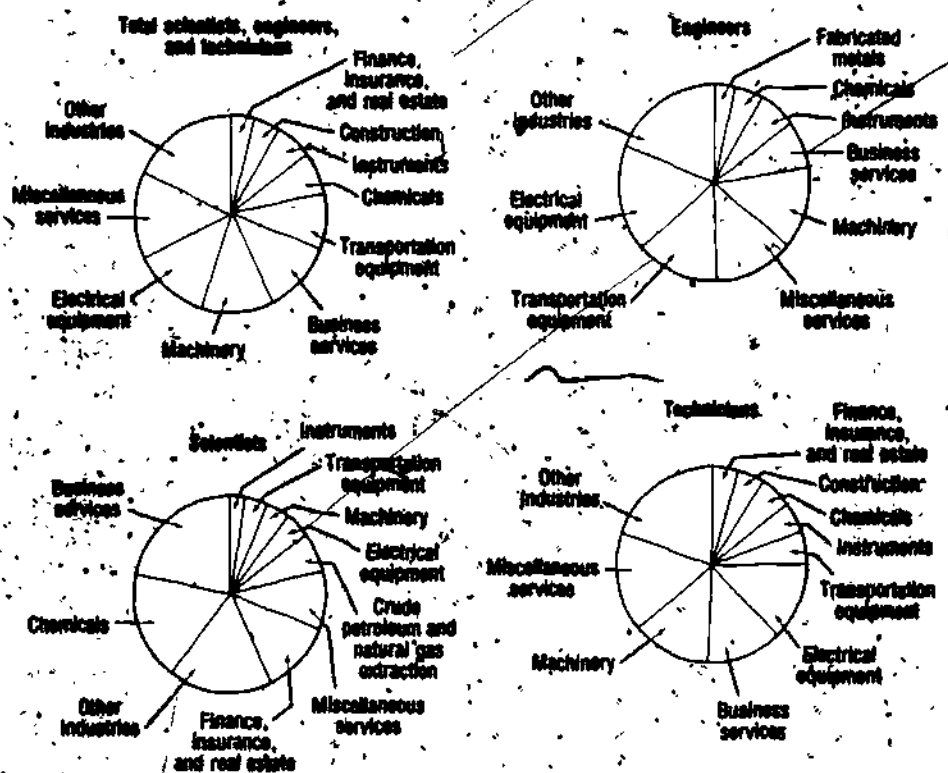 Total scientists, engineers,
and technicians
Finance,
insurance,
and real estate
Construction
Instruments
Chemicals
Transportation
equipment
Business
services
Machinery
Electrical
equipment
Miscellaneous
services
Other
industries
Engineers
Fabricated
metals
Chemicals
Instruments
Business
services
Machinery
Miscellaneous
services
Transportation
equipment
Electrical
equipment
Other
industries
Scientists
Instruments
Transportation
equipment
Machinery
Electrical
equipment
Crude
petroleum and
natural gas
extraction
Miscellaneous
services
Finance,
insurance,
and real estate
Other
industries
Chemicals
Business
services
Technicians
Finance,
insurance,
and real estate
Construction
Chemicals
Instruments
Transportation
equipment
Electrical
equipment
Business
services
Machinery
Miscellaneous
services
Other
industries